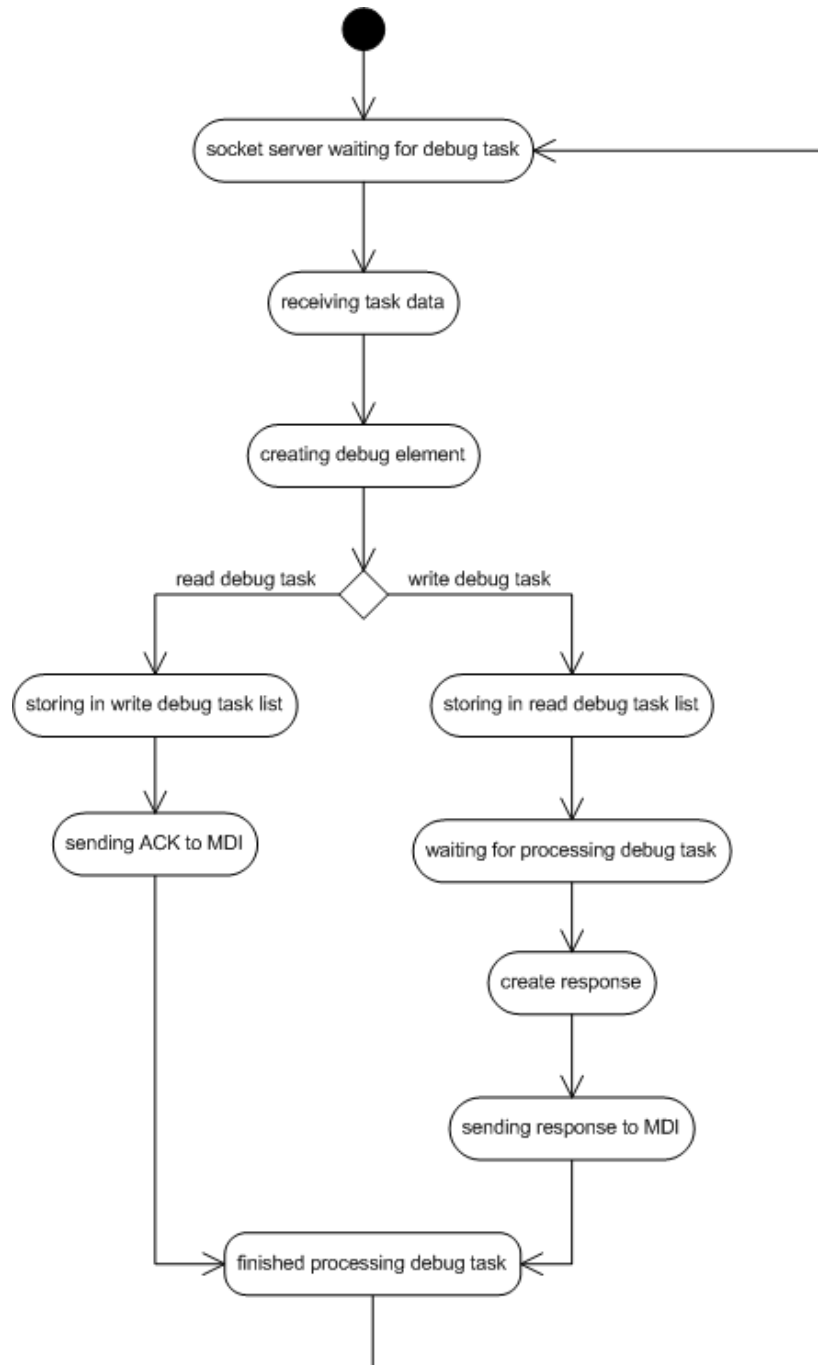 socket server waiting for debug task
receiving task data
creating debug element
read debug task
write debug task
storing in write debug task list
storing in read debug task list
sending ACK to MDI
waiting for processing debug task
create response
sending response to MDI
finished processing debug task